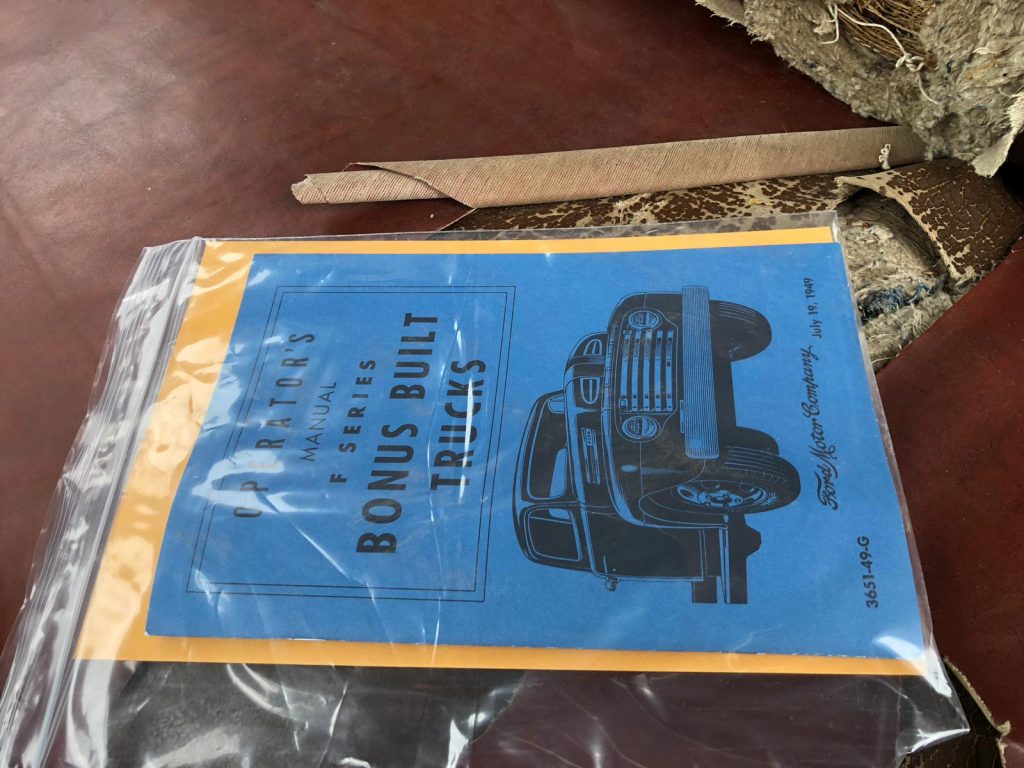 OPERATOR'S
MANUAL
F SERIES
BONUS BUILT
TRUCKS
Ford Motor Company July 19, 1949
3651-49-G